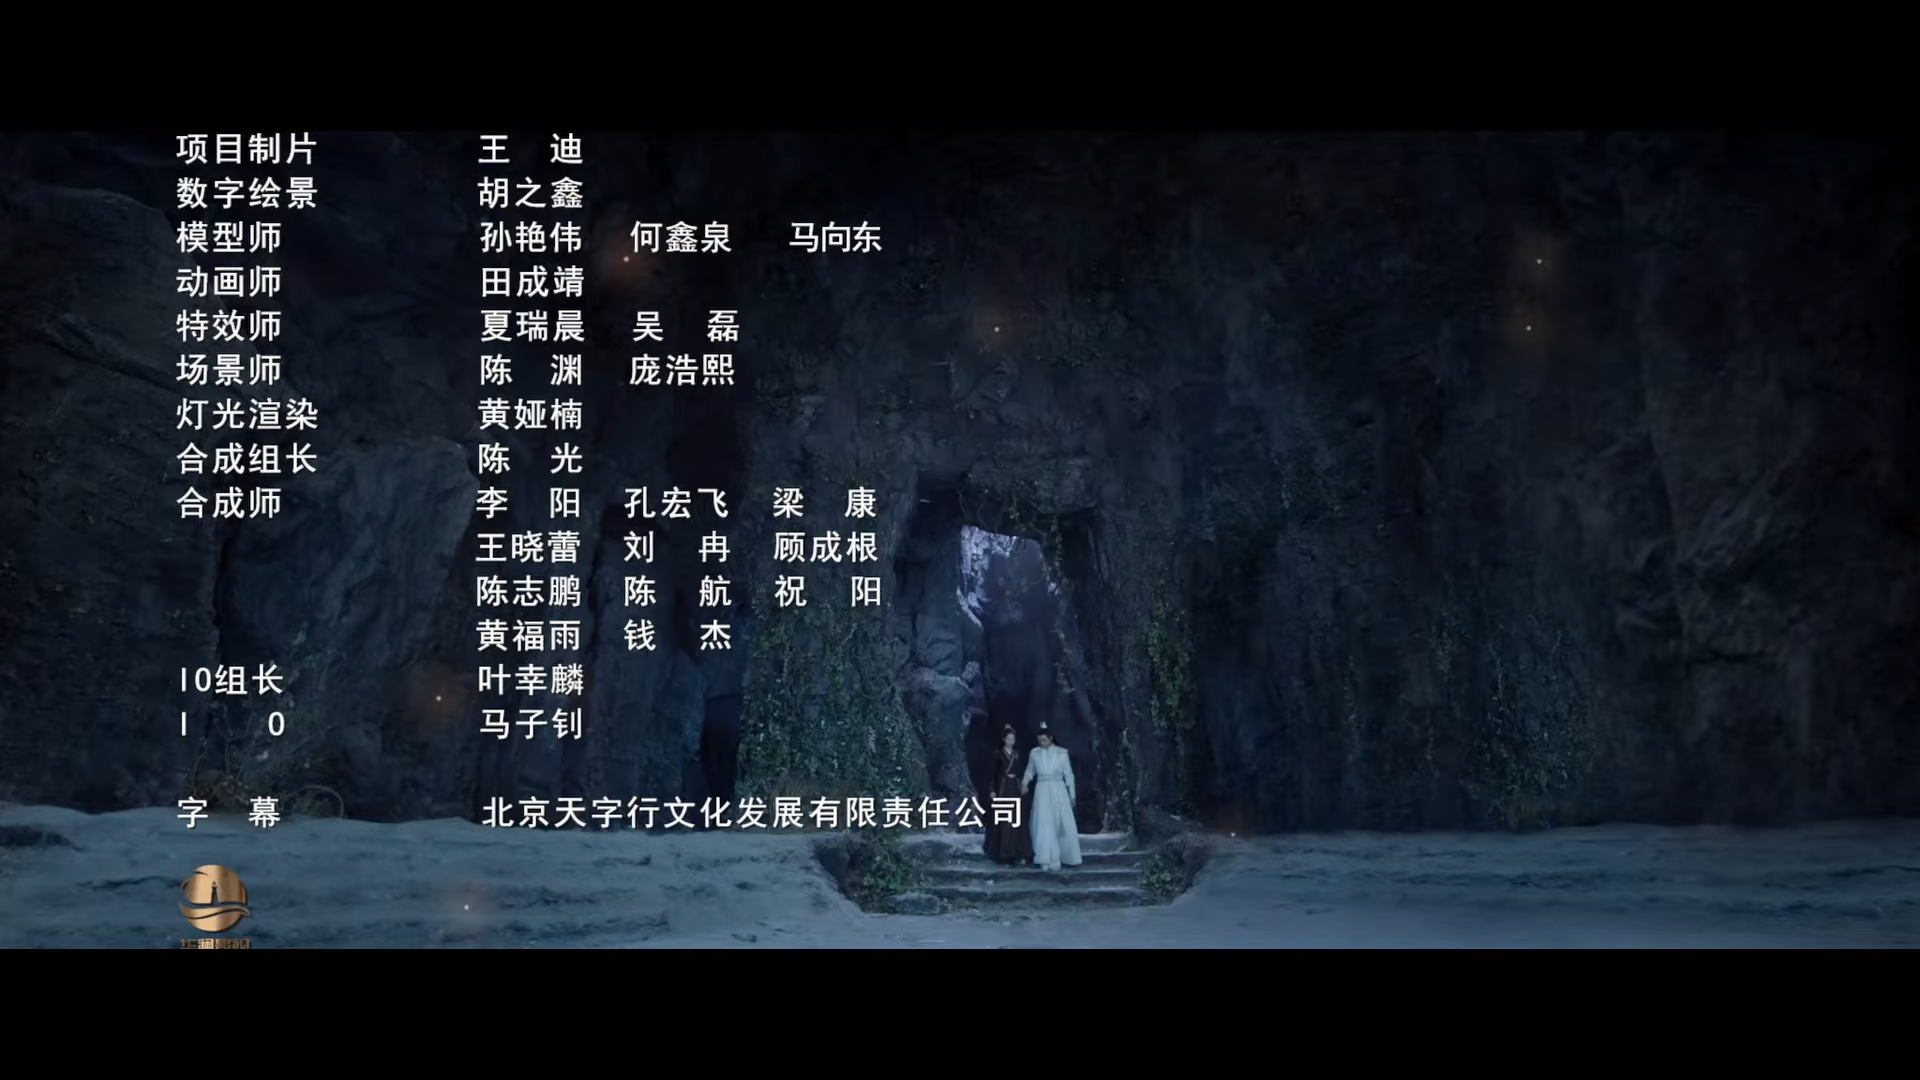 项目制片 王 迪
数字绘景 胡之鑫
模型师 孙艳伟 何鑫泉 马向东
动画师 田成靖
特效师 夏瑞晨 吴 磊
场景师 陈 渊 庞浩熙
灯光渲染 黄娅楠
合成组长 陈 光
合成师 李 阳 孔宏飞 梁 康
王晓蕾 刘 冉 顾成根
陈志鹏 陈 航 祝 阳
黄福雨 钱 杰
IO组长 叶幸麟
I O 马子钊
字 幕 北京天字行文化发展有限责任公司